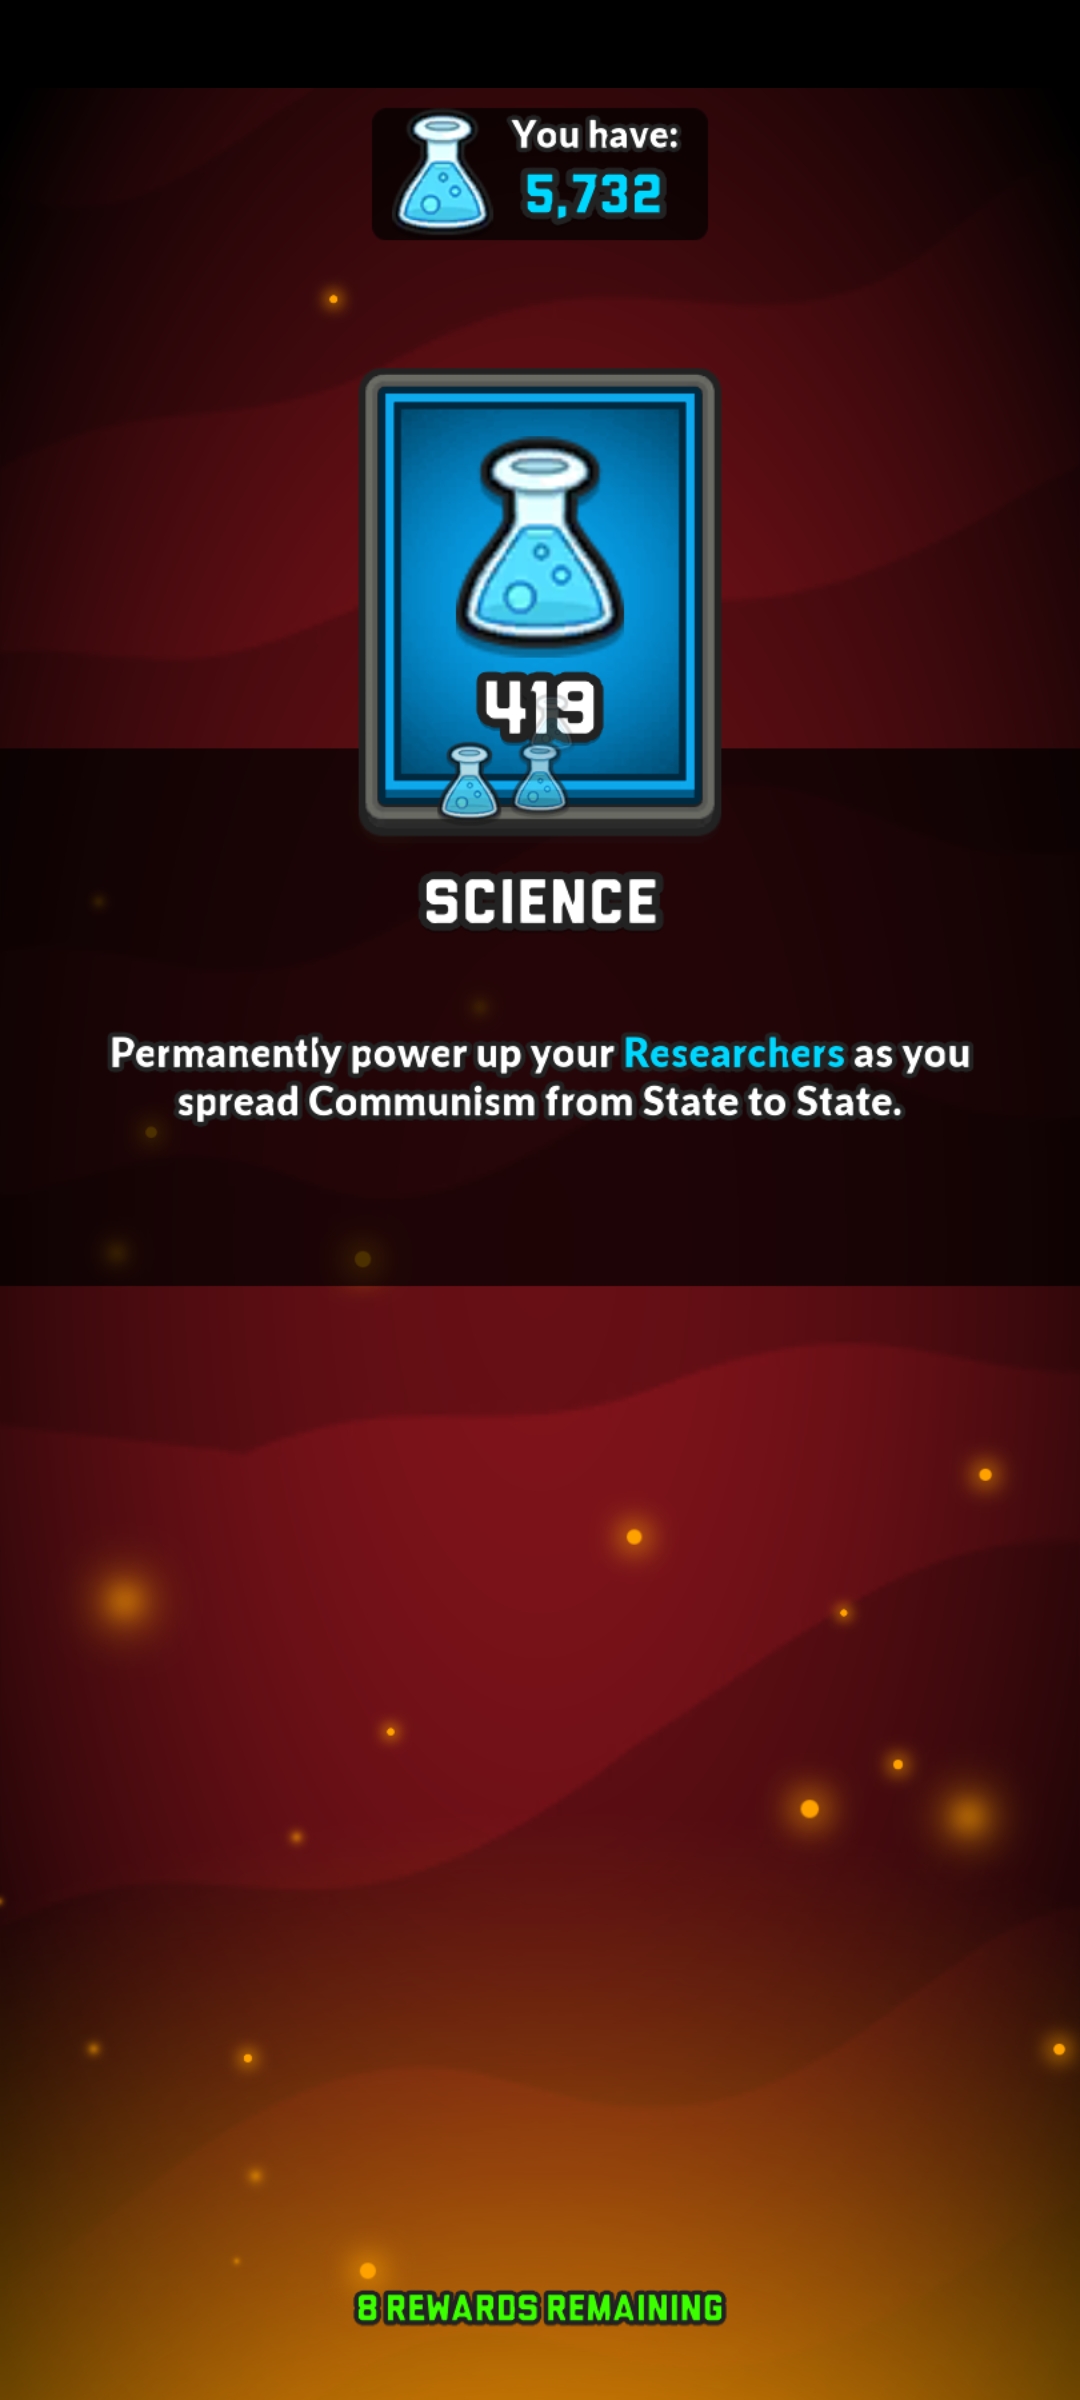 You have:
5,732
419
SCIENCE
Permanently power up your Researchers as you
spread Communism from State to State.
8 REWARDS REMAINING